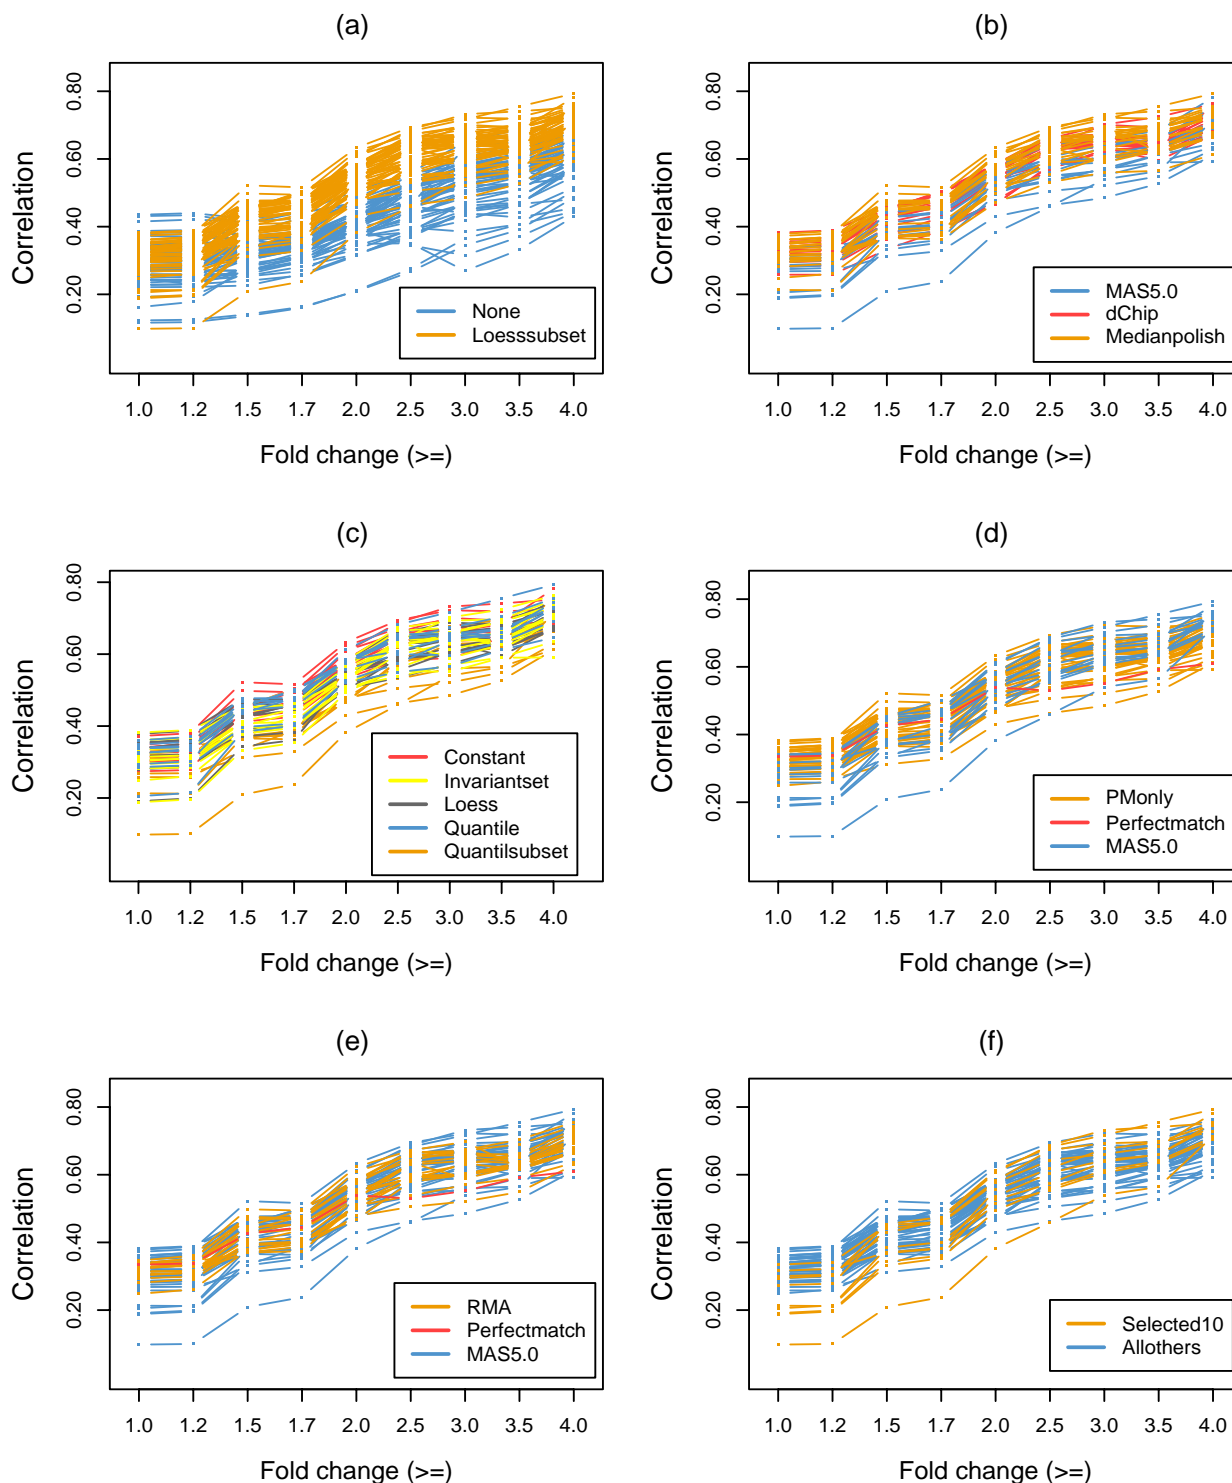 (a)
Correlation
0.80
0.60
0.40
0.20
None
Loesssubset
1.0 1.2 1.5 1.7 2.0 2.5 3.0 3.5 4.0
Fold change (>=)
(b)
Correlation
0.80
0.60
0.40
0.20
MAS5.0
dChip
Medianpolish
1.0 1.2 1.5 1.7 2.0 2.5 3.0 3.5 4.0
Fold change (>=)
(c)
Correlation
0.80
0.60
0.40
0.20
Constant
Invariantset
Loess
Quantile
Quantilsubset
1.0 1.2 1.5 1.7 2.0 2.5 3.0 3.5 4.0
Fold change (>=)
(d)
Correlation
0.80
0.60
0.40
0.20
PMonly
Perfectmatch
MAS5.0
1.0 1.2 1.5 1.7 2.0 2.5 3.0 3.5 4.0
Fold change (>=)
(e)
Correlation
0.80
0.60
0.40
0.20
RMA
Perfectmatch
MAS5.0
1.0 1.2 1.5 1.7 2.0 2.5 3.0 3.5 4.0
Fold change (>=)
(f)
Correlation
0.80
0.60
0.40
0.20
Selected10
Allothers
1.0 1.2 1.5 1.7 2.0 2.5 3.0 3.5 4.0
Fold change (>=)